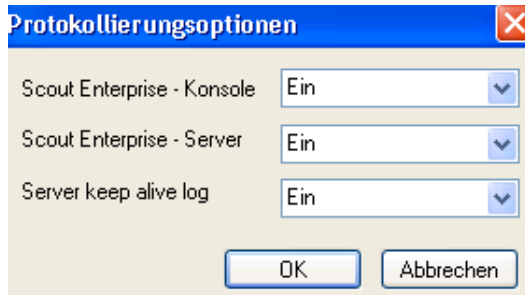 Protokollierungsoptionen
Scout Enterprise - Konsole Ein
Scout Enterprise - Server Ein
Server keep alive log Ein
OK Abbrechen